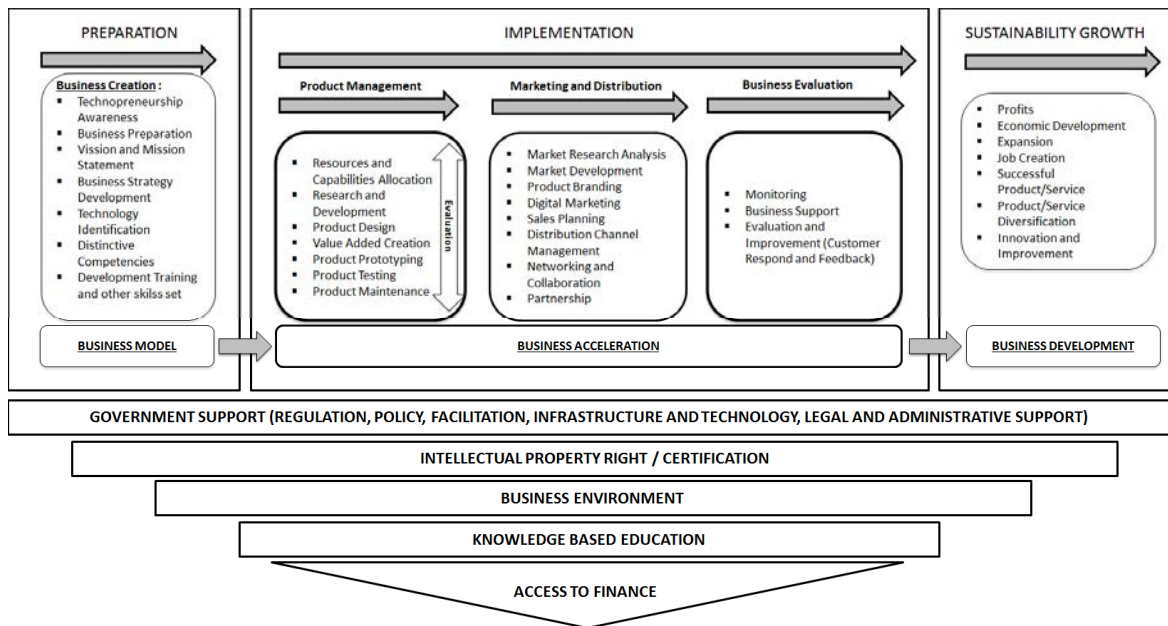 PREPARATION
Business Creation :
▪ Technopreneurship
Awareness
▪ Business Preparation
▪ Vission and Mission
Statement
▪ Business Strategy
Development
▪ Technology
Identification
▪ Distinctive
Competencies
▪ Development Training
and other skilss set
BUSINESS MODEL
IMPLEMENTATION
Product Management
▪ Resources and
Capabilities Allocation
▪ Research and
Development
▪ Product Design
▪ Value Added Creation
▪ Product Prototyping
▪ Product Testing
▪ Product Maintenance
Evaluation
Marketing and Distribution
▪ Market Research Analysis
▪ Market Development
▪ Product Branding
▪ Digital Marketing
▪ Sales Planning
▪ Distribution Channel
Management
▪ Networking and
Collaboration
▪ Partnership
Business Evaluation
▪ Monitoring
▪ Business Support
▪ Evaluation and
Improvement (Customer
Respond and Feedback)
BUSINESS ACCELERATION
SUSTAINABILITY GROWTH
▪ Profits
▪ Economic Development
▪ Expansion
▪ Job Creation
▪ Successful
Product/Service
▪ Product/Service
Diversification
▪ Innovation and
Improvement
BUSINESS DEVELOPMENT
GOVERNMENT SUPPORT (REGULATION, POLICY, FACILITATION, INFRASTRUCTURE AND TECHNOLOGY, LEGAL AND ADMINISTRATIVE SUPPORT)
INTELLECTUAL PROPERTY RIGHT / CERTIFICATION
BUSINESS ENVIRONMENT
KNOWLEDGE BASED EDUCATION
ACCESS TO FINANCE